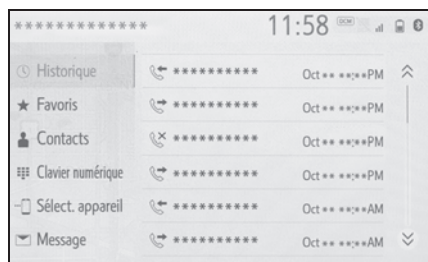 ************* 11:58 DCM
Historique
Favoris
Contacts
Clavier numérique
Sélect. appareil
Message
********** Oct ** **:**PM
********** Oct ** **:**PM
********** Oct ** **:**PM
********** Oct ** **:**PM
********** Oct ** **:**AM
********** Oct ** **:**AM